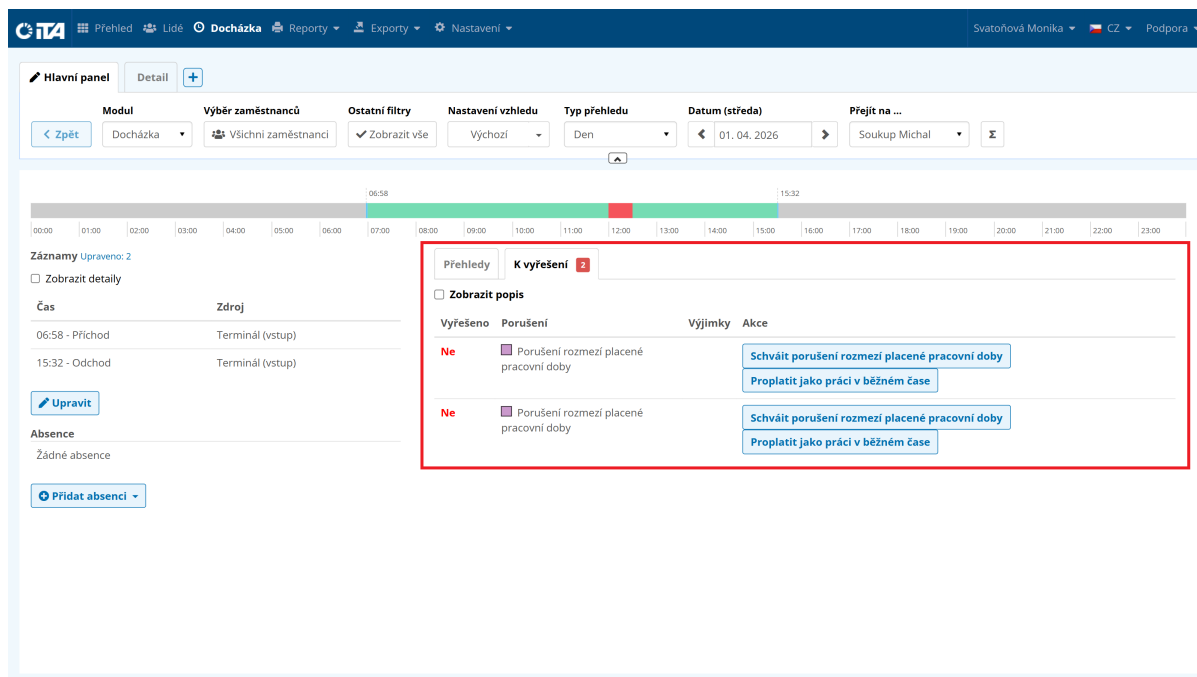 iTA Přehled Lidé Docházka Reporty Exporty Nastavení Svatoňová Monika CZ Podpora
Hlavní panel Detail
Modul Výběr zaměstnanců Ostatní filtry Nastavení vzhledu Typ přehledu Datum (středa) Přejít na ...
Zpět Docházka Všichni zaměstnanci Zobrazit vše Výchozí Den 01. 04. 2026 Soukup Michal Σ
06:58 15:32
00:00 01:00 02:00 03:00 04:00 05:00 06:00 07:00 08:00 09:00 10:00 11:00 12:00 13:00 14:00 15:00 16:00 17:00 18:00 19:00 20:00 21:00 22:00 23:00
Záznamy Upraveno: 2
Zobrazit detaily
Čas Zdroj
06:58 - Příchod Terminál (vstup)
15:32 - Odchod Terminál (vstup)
Upravit
Absence
Žádné absence
Přidat absenci
Přehledy K vyřešení 2
Zobrazit popis
Vyřešeno Porušení Výjimky Akce
Ne Porušení rozmezí placené
pracovní doby
Schváit porušení rozmezí placené pracovní doby
Proplatit jako práci v běžném čase
Ne Porušení rozmezí placené
pracovní doby
Schváit porušení rozmezí placené pracovní doby
Proplatit jako práci v běžném čase